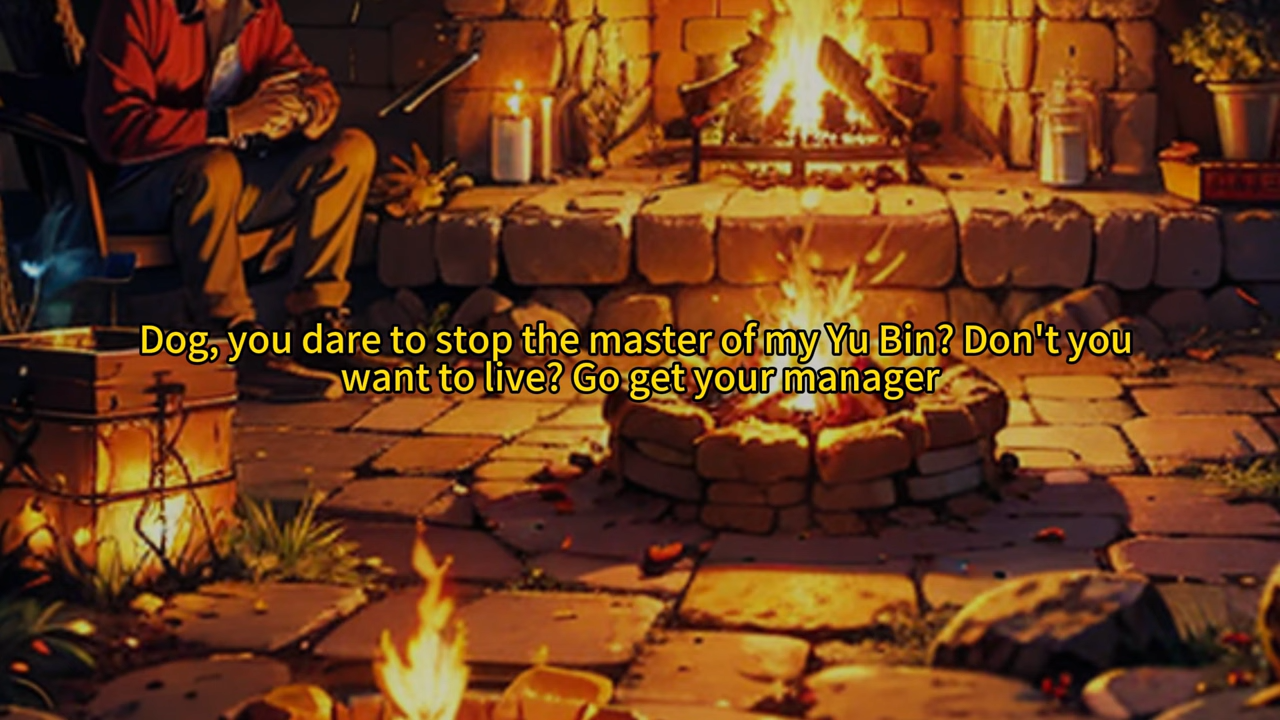 Dog, you dare to stop the master of my Yu Bin? Don't you
want to live? Go get your manager